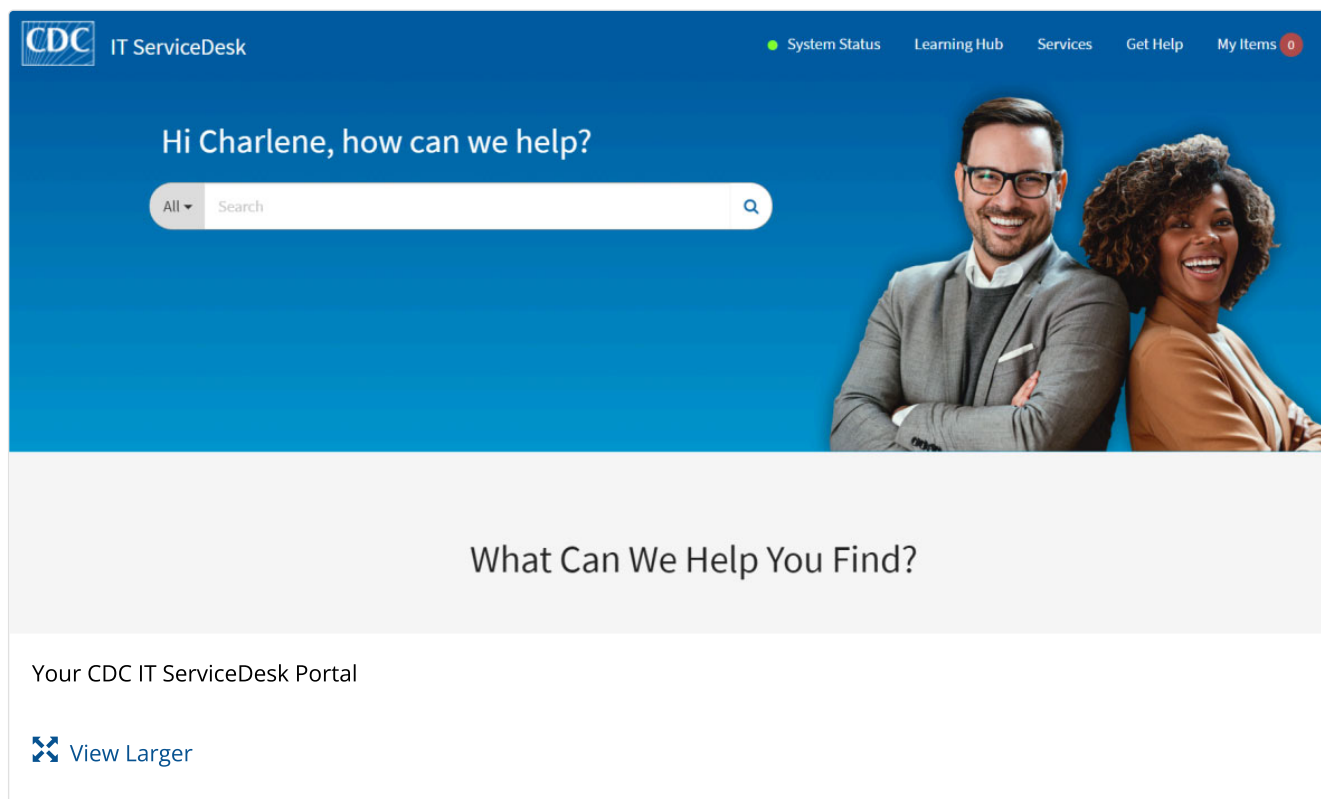 CDC IT ServiceDesk System Status Learning Hub Services Get Help My Items 0
Hi Charlene, how can we help?
All Search
What Can We Help You Find?
Your CDC IT ServiceDesk Portal
View Larger